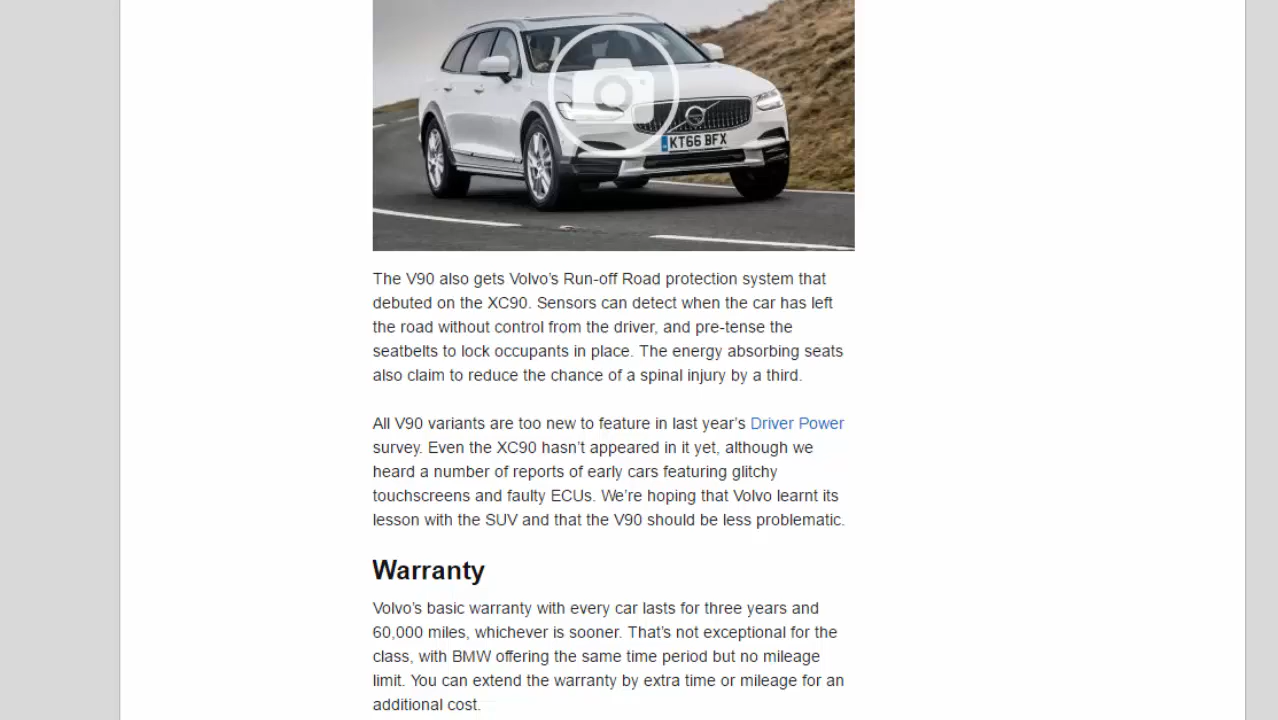 KT66 BFX
The V90 also gets Volvo’s Run-off Road protection system that
debuted on the XC90. Sensors can detect when the car has left
the road without control from the driver, and pre-tense the
seatbelts to lock occupants in place. The energy absorbing seats
also claim to reduce the chance of a spinal injury by a third.
All V90 variants are too new to feature in last year’s Driver Power
survey. Even the XC90 hasn’t appeared in it yet, although we
heard a number of reports of early cars featuring glitchy
touchscreens and faulty ECUs. We’re hoping that Volvo learnt its
lesson with the SUV and that the V90 should be less problematic.
Warranty
Volvo’s basic warranty with every car lasts for three years and
60,000 miles, whichever is sooner. That’s not exceptional for the
class, with BMW offering the same time period but no mileage
limit. You can extend the warranty by extra time or mileage for an
additional cost.